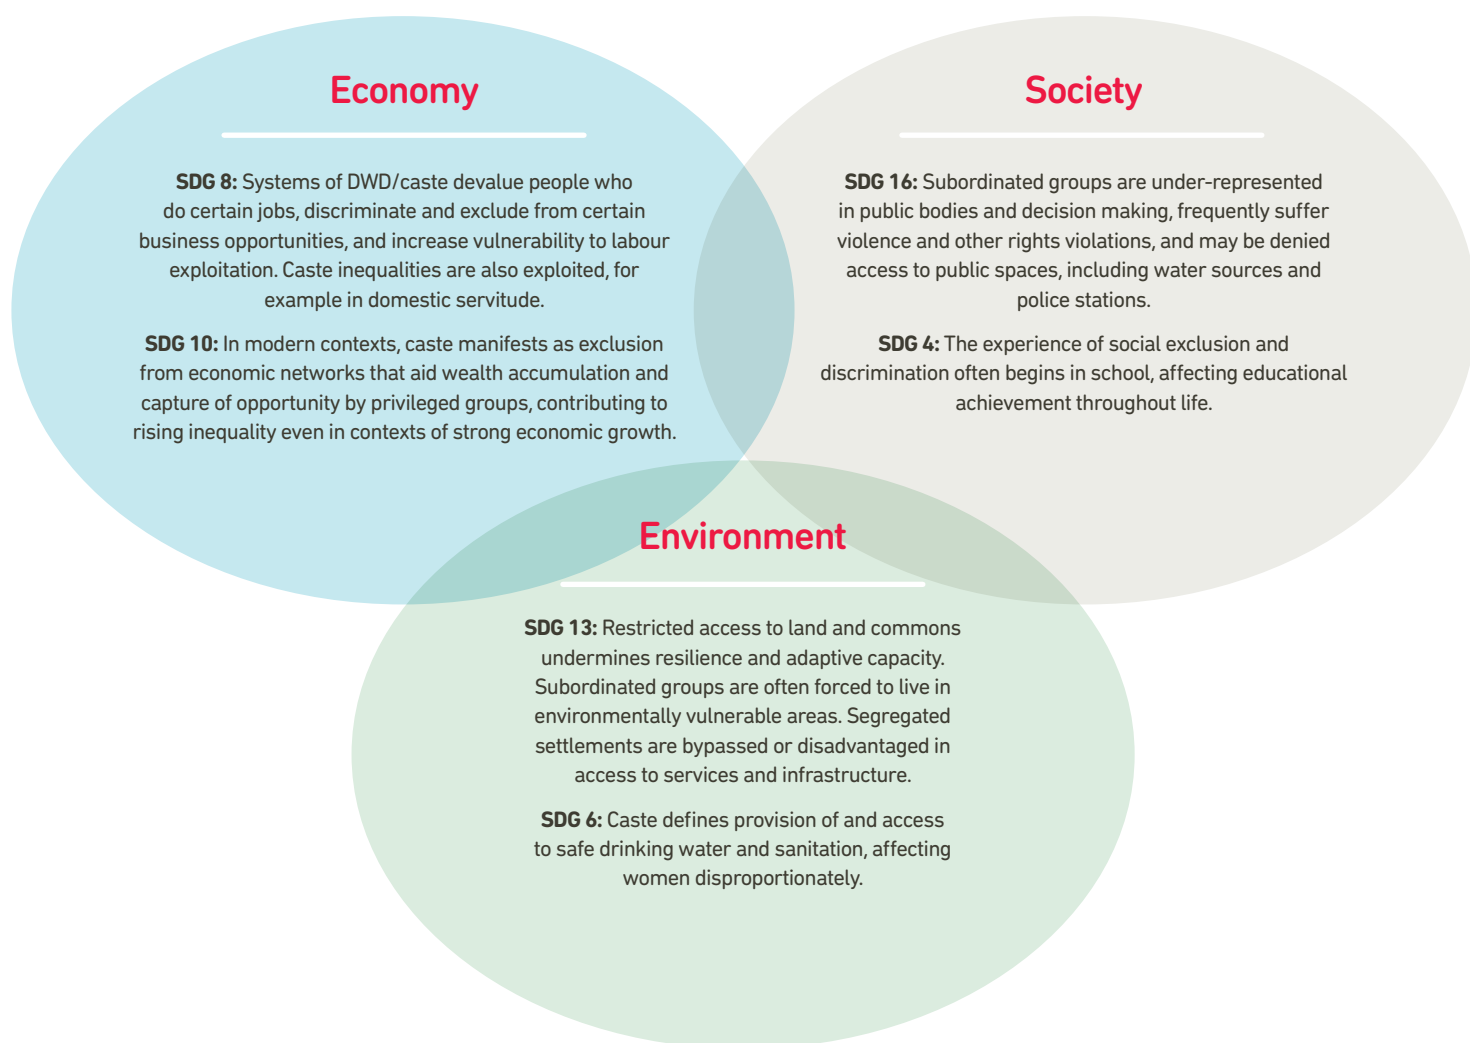 Economy
SDG 8: Systems of DWD/caste devalue people who
do certain jobs, discriminate and exclude from certain
business opportunities, and increase vulnerability to labour
exploitation. Caste inequalities are also exploited, for
example in domestic servitude.
SDG 10: In modern contexts, caste manifests as exclusion
from economic networks that aid wealth accumulation and
capture of opportunity by privileged groups, contributing to
rising inequality even in contexts of strong economic growth.
Society
SDG 16: Subordinated groups are under-represented
in public bodies and decision making, frequently suffer
violence and other rights violations, and may be denied
access to public spaces, including water sources and
police stations.
SDG 4: The experience of social exclusion and
discrimination often begins in school, affecting educational
achievement throughout life.
Environment
SDG 13: Restricted access to land and commons
undermines resilience and adaptive capacity.
Subordinated groups are often forced to live in
environmentally vulnerable areas. Segregated
settlements are bypassed or disadvantaged in
access to services and infrastructure.
SDG 6: Caste defines provision of and access
to safe drinking water and sanitation, affecting
women disproportionately.